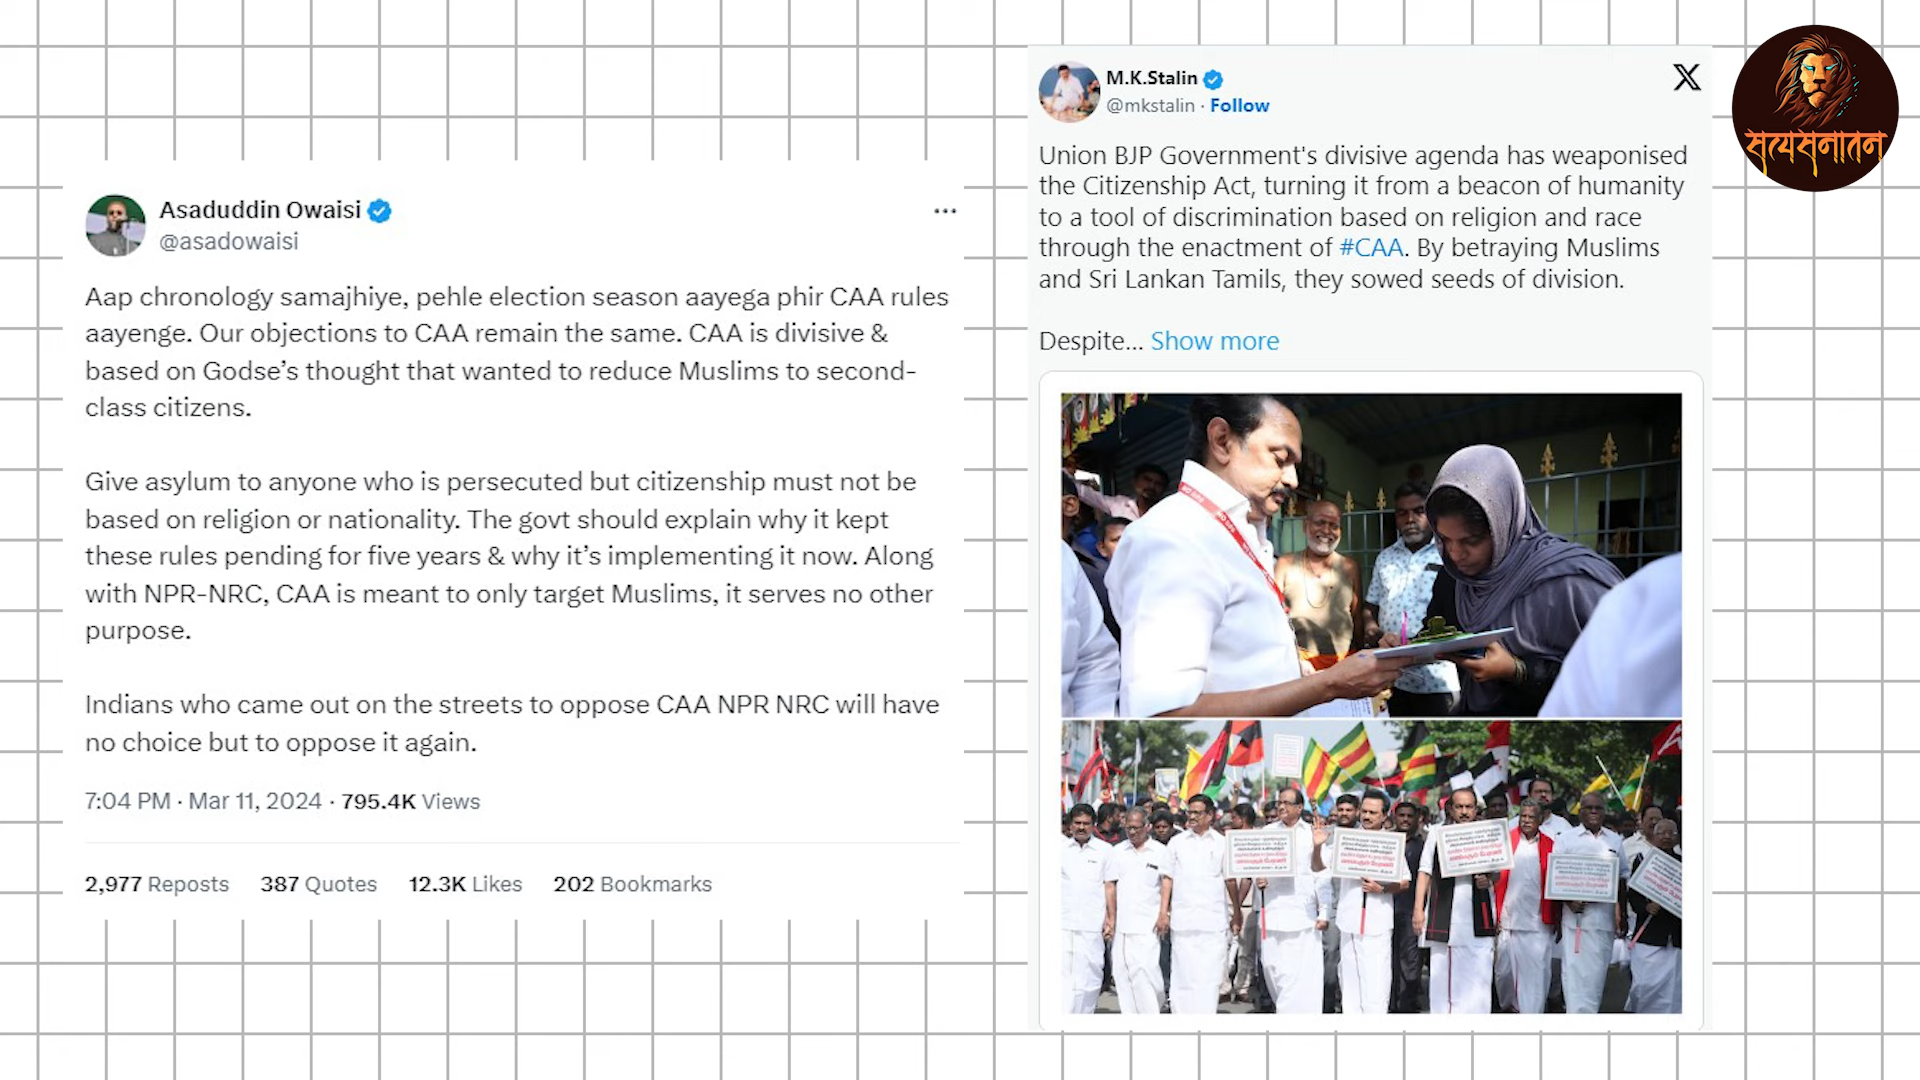 Asaduddin Owaisi
@asadowaisi
Aap chronology samajhiye, pehle election season aayega phir CAA rules
aayenge. Our objections to CAA remain the same. CAA is divisive &
based on Godse’s thought that wanted to reduce Muslims to second-
class citizens.
Give asylum to anyone who is persecuted but citizenship must not be
based on religion or nationality. The govt should explain why it kept
these rules pending for five years & why it’s implementing it now. Along
with NPR-NRC, CAA is meant to only target Muslims, it serves no other
purpose.
Indians who came out on the streets to oppose CAA NPR NRC will have
no choice but to oppose it again.
7:04 PM · Mar 11, 2024 · 795.4K Views
2,977 Reposts 387 Quotes 12.3K Likes 202 Bookmarks
M.K.Stalin
@mkstalin · Follow
Union BJP Government's divisive agenda has weaponised
the Citizenship Act, turning it from a beacon of humanity
to a tool of discrimination based on religion and race
through the enactment of #CAA. By betraying Muslims
and Sri Lankan Tamils, they sowed seeds of division.
Despite... Show more
सत्यसनातन